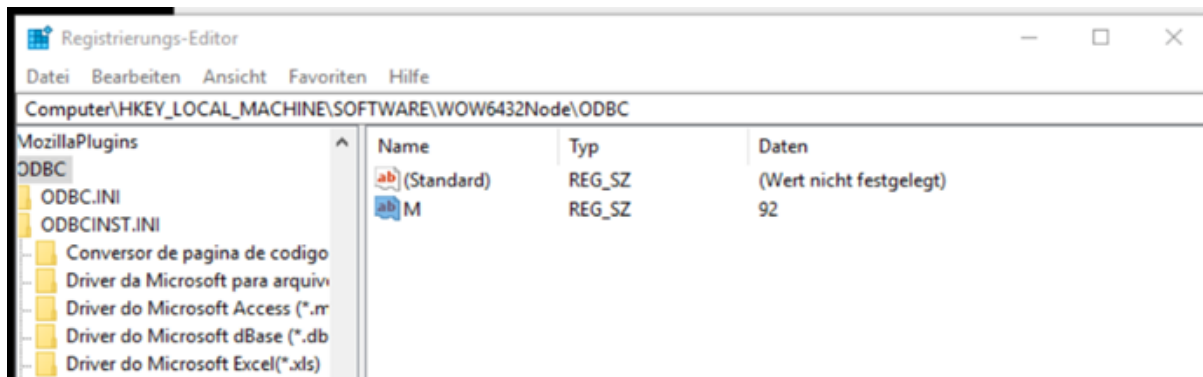 Registrierungs-Editor
Datei Bearbeiten Ansicht Favoriten Hilfe
Computer\HKEY_LOCAL_MACHINE\SOFTWARE\WOW6432Node\ODBC
MozillaPlugins
ODBC
ODBC.INI
ODBCINST.INI
Conversor de pagina de codigo
Driver da Microsoft para arquiv
Driver do Microsoft Access (*.m
Driver do Microsoft dBase (*.db
Driver do Microsoft Excel(*.xls)
Name Typ Daten
(Standard) REG_SZ (Wert nicht festgelegt)
M REG_SZ 92